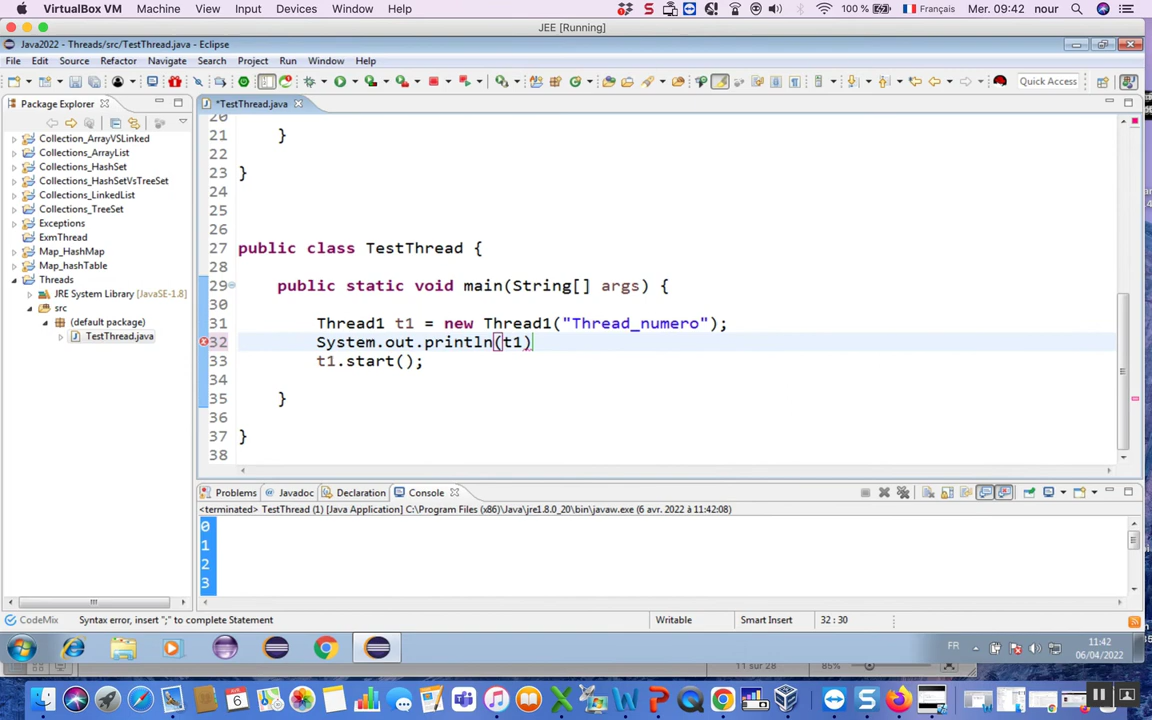 VirtualBox VM Machine View Input Devices Window Help 100 % Français Mer. 09:42 nour
JEE [Running]
Java2022 - Threads/src/TestThread.java - Eclipse
File Edit Source Refactor Navigate Search Project Run Window Help
Quick Access
Package Explorer
*TestThread.java
Collection_ArrayVSLinked
Collections_ArrayList
Collections_HashSet
Collections_HashSetVsTreeSet
Collections_LinkedList
Collections_TreeSet
Exceptions
ExmThread
Map_HashMap
Map_hashTable
Threads
JRE System Library [JavaSE-1.8]
src
(default package)
TestThread.java
20
21 }
22
23 }
24
25
26
27 public class TestThread {
28
29 public static void main(String[] args) {
30
31 Thread1 t1 = new Thread1("Thread_numero");
32 System.out.println(t1)
33 t1.start();
34
35 }
36
37 }
38
Problems Javadoc Declaration Console
<terminated> TestThread (1) [Java Application] C:\Program Files (x86)\Java\jre1.8.0_20\bin\javaw.exe (6 avr. 2022 à 11:42:08)
0
1
2
3
CodeMix Syntax error, insert ";" to complete Statement Writable Smart Insert 32 : 30
FR 11:42
06/04/2022
11 sur 28 85%